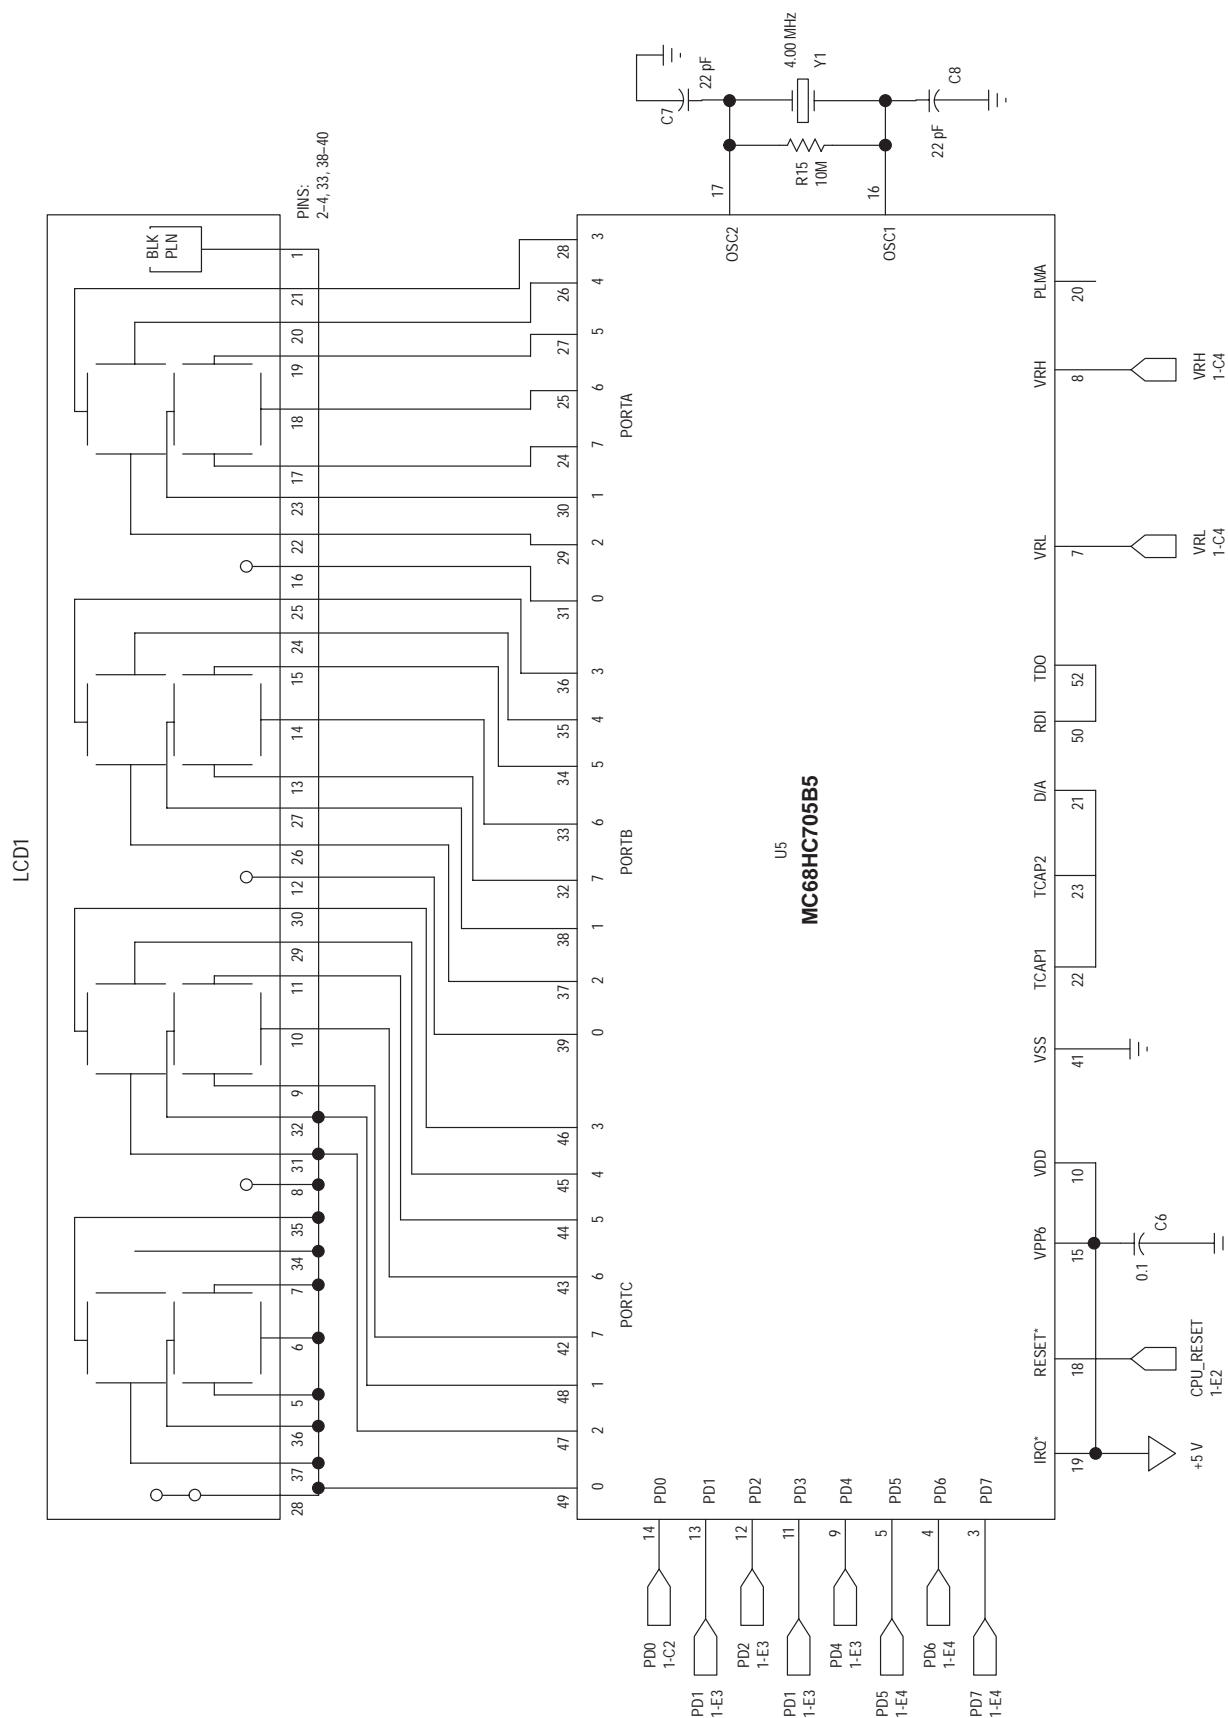 LCD1
BLK
PLN
PINS:
2–4, 33, 38–40
28
37
36
5
6
7
34
35
8
31
32
9
10
11
29
30
12
26
27
13
14
15
24
25
16
22
23
17
18
19
20
21
1
49
47
48
42
43
44
45
46
39
37
38
32
33
34
35
36
31
29
30
24
25
27
26
28
0
2
1
7
6
5
4
3
0
2
1
7
6
5
4
3
0
2
1
7
6
5
4
3
PORTC
PORTB
PORTA
U5
MC68HC705B5
PD0
1-C2
14
PD0
PD1
1-E3
13
PD1
PD2
1-E3
12
PD2
PD1
1-E3
11
PD3
PD4
1-E3
9
PD4
PD5
1-E4
5
PD5
PD6
1-E4
4
PD6
PD7
1-E4
3
PD7
OSC2
17
OSC1
16
R15
10M
C7
22 pF
4.00 MHz
Y1
22 pF
C8
IRQ*
19
RESET*
18
VPP6
15
VDD
10
VSS
41
TCAP1
22
TCAP2
23
D/A
21
RDI
50
TDO
52
VRL
7
VRH
8
PLMA
20
+5 V
CPU_RESET
1-E2
0.1
C6
VRL
1-C4
VRH
1-C4